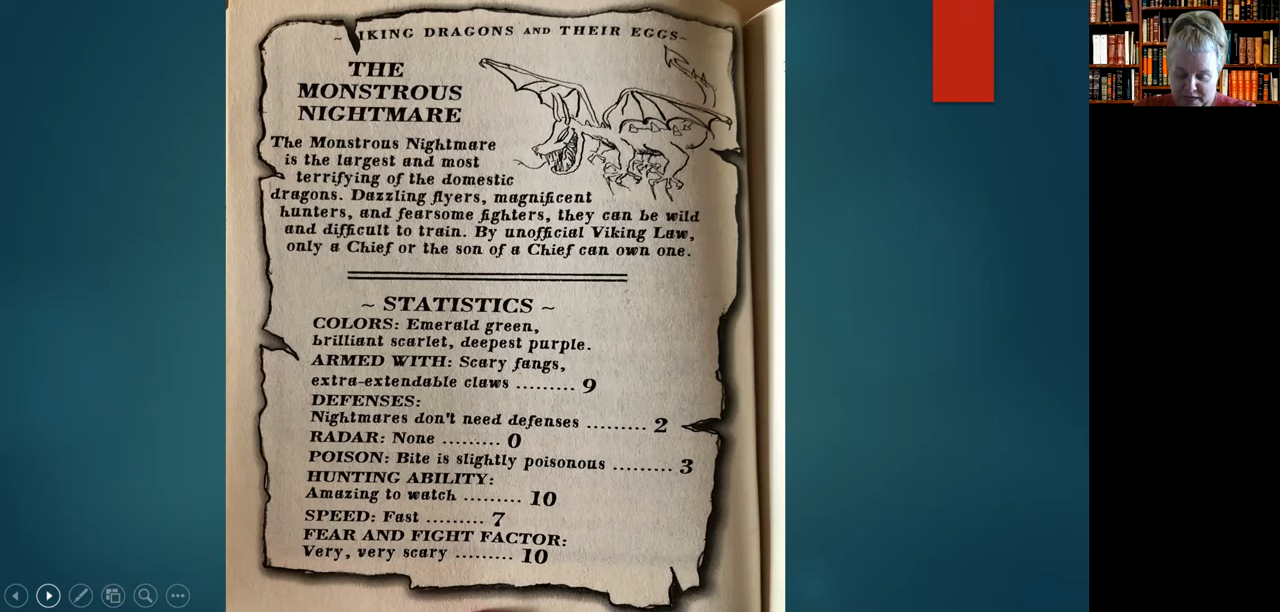 ~ VIKING DRAGONS AND THEIR EGGS~
THE
MONSTROUS
NIGHTMARE
The Monstrous Nightmare
is the largest and most
terrifying of the domestic
dragons. Dazzling flyers, magnificent
hunters, and fearsome fighters, they can be wild
and difficult to train. By unofficial Viking Law,
only a Chief or the son of a Chief can own one.
~ STATISTICS ~
COLORS: Emerald green,
brilliant scarlet, deepest purple.
ARMED WITH: Scary fangs,
extra-extendable claws ......... 9
DEFENSES:
Nightmares don't need defenses ......... 2
RADAR: None ......... 0
POISON: Bite is slightly poisonous ......... 3
HUNTING ABILITY:
Amazing to watch ......... 10
SPEED: Fast ......... 7
FEAR AND FIGHT FACTOR:
Very, very scary ......... 10